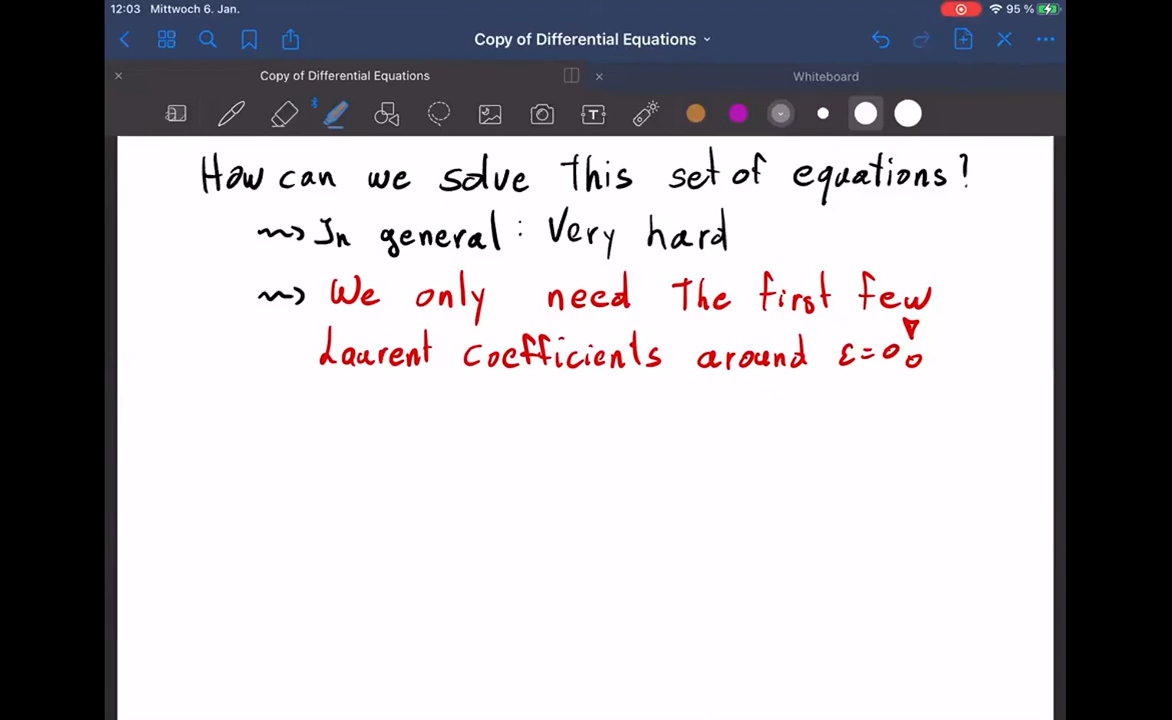 12:03 Mittwoch 6. Jan. 95 %
Copy of Differential Equations
Copy of Differential Equations Whiteboard
T
How can we solve this set of equations?
~> In general: Very hard
~> We only need the first few
Laurent coefficients around ε=0!